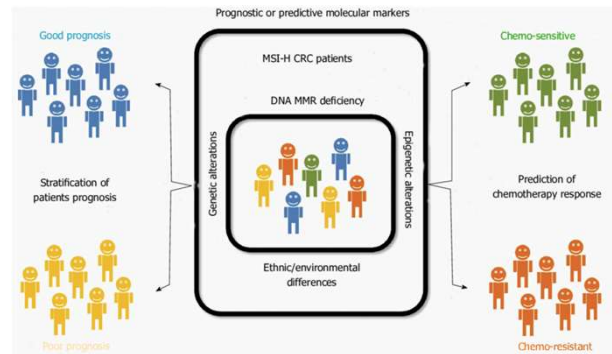 Prognostic or predictive molecular markers
Good prognosis
Chemo-sensitive
MSI-H CRC patients
DNA MMR deficiency
Genetic alterations
Epigenetic alterations
Stratification of
patients prognosis
Prediction of
chemotherapy response
Ethnic/environmental
differences
Poor prognosis
Chemo-resistant